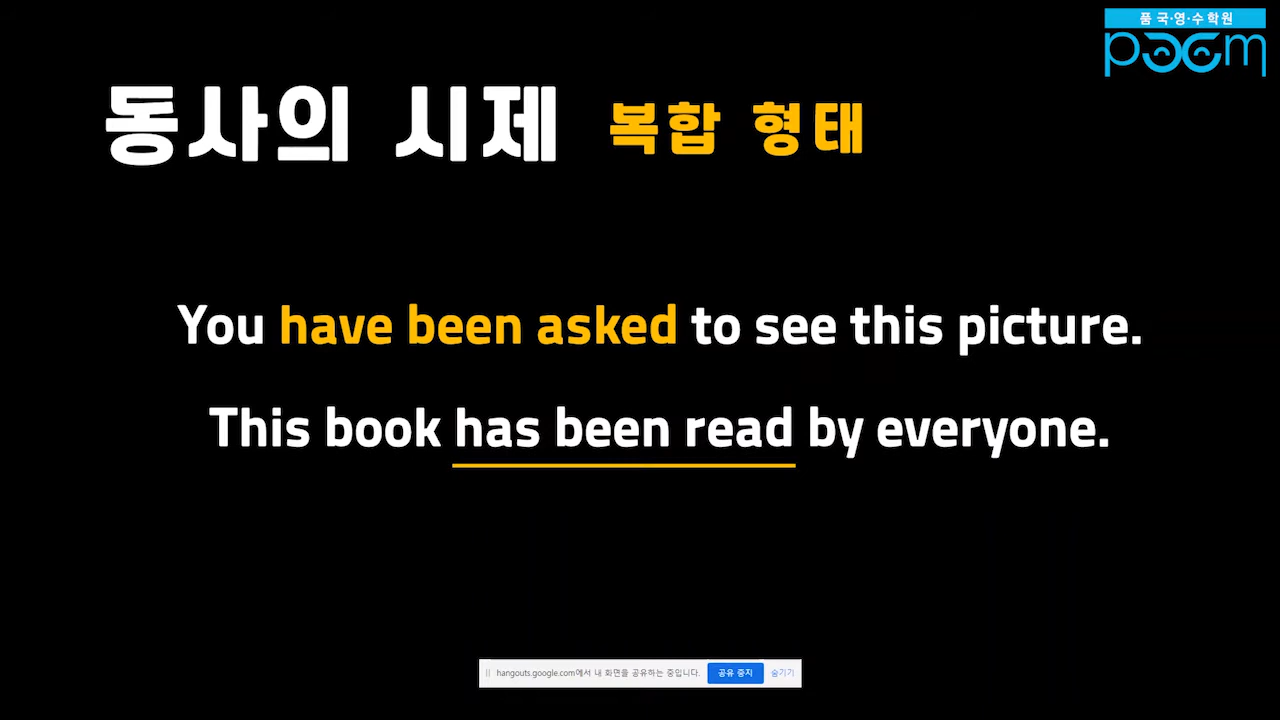 품 국·영·수 학원
poem
동사의 시제 복합 형태
You have been asked to see this picture.
This book has been read by everyone.
hangouts.google.com에서 내 화면을 공유하는 중입니다. 공유 중지 숨기기